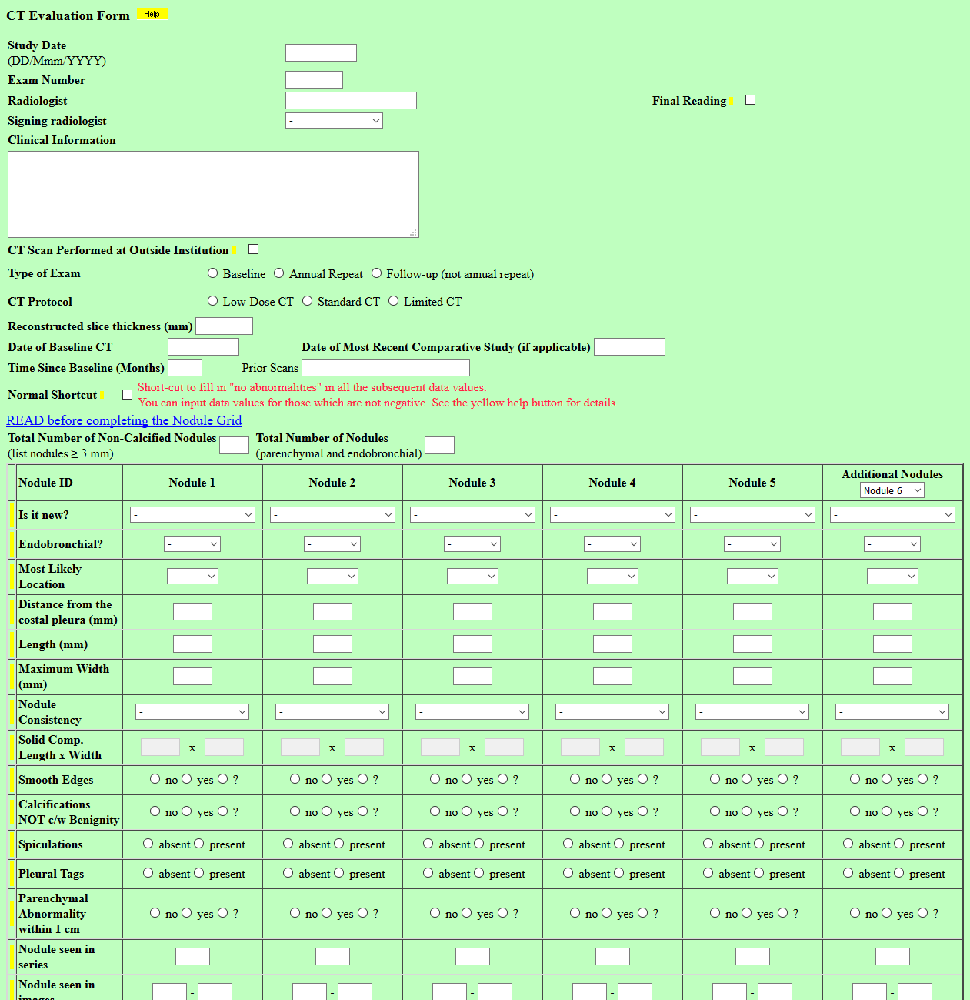 CT Evaluation Form Help
Study Date
(DD/Mmm/YYYY)
Exam Number
Radiologist Final Reading
Signing radiologist -
Clinical Information
CT Scan Performed at Outside Institution
Type of Exam Baseline Annual Repeat Follow-up (not annual repeat)
CT Protocol Low-Dose CT Standard CT Limited CT
Reconstructed slice thickness (mm)
Date of Baseline CT Date of Most Recent Comparative Study (if applicable)
Time Since Baseline (Months) Prior Scans
Normal Shortcut
Short-cut to fill in "no abnormalities" in all the subsequent data values.
You can input data values for those which are not negative. See the yellow help button for details.
READ before completing the Nodule Grid
Total Number of Non-Calcified Nodules
(list nodules ≥ 3 mm)
Total Number of Nodules
(parenchymal and endobronchial)
Nodule ID Nodule 1 Nodule 2 Nodule 3 Nodule 4 Nodule 5 Additional Nodules
Nodule 6
Is it new? - - - - - -
Endobronchial? - - - - - -
Most Likely
Location - - - - - -
Distance from the
costal pleura (mm)
Length (mm)
Maximum Width
(mm)
Nodule
Consistency - - - - - -
Solid Comp.
Length x Width x x x x x x
Smooth Edges no yes ? no yes ? no yes ? no yes ? no yes ? no yes ?
Calcifications
NOT c/w Benignity no yes ? no yes ? no yes ? no yes ? no yes ? no yes ?
Spiculations absent present absent present absent present absent present absent present absent present
Pleural Tags absent present absent present absent present absent present absent present absent present
Parenchymal
Abnormality
within 1 cm no yes ? no yes ? no yes ? no yes ? no yes ? no yes ?
Nodule seen in
series
Nodule seen in
images - - - - - -